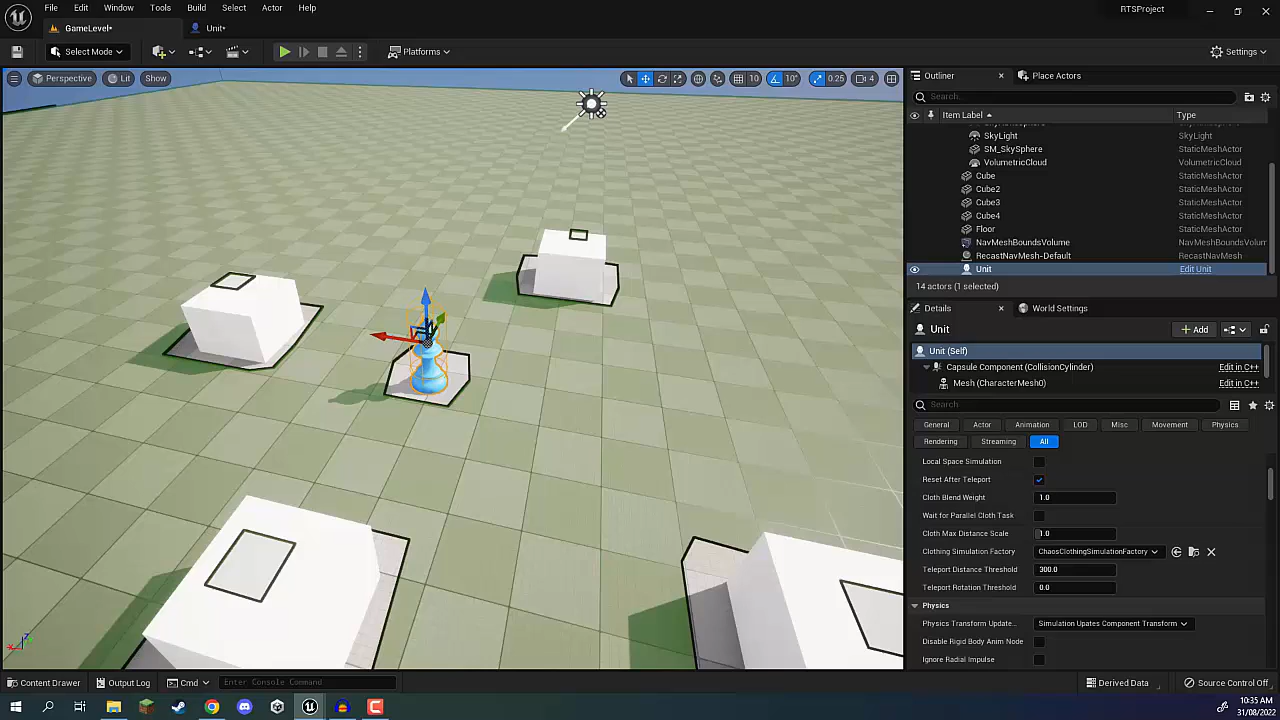 File Edit Window Tools Build Select Actor Help
RTSProject
GameLevel•
Unit•
Select Mode
Platforms
Settings
Perspective Lit Show
10 10° 0.25 4
Outliner
Place Actors
Search...
Item Label Type
SkyLight SkyLight
SM_SkySphere StaticMeshActor
VolumetricCloud VolumetricCloud
Cube StaticMeshActor
Cube2 StaticMeshActor
Cube3 StaticMeshActor
Cube4 StaticMeshActor
Floor StaticMeshActor
NavMeshBoundsVolume NavMeshBoundsVolum
RecastNavMesh-Default RecastNavMesh
Unit Edit Unit
14 actors (1 selected)
Details
World Settings
Unit
Add
Unit (Self)
Capsule Component (CollisionCylinder) Edit in C++
Mesh (CharacterMesh0) Edit in C++
Search
General Actor Animation LOD Misc Movement Physics
Rendering Streaming All
Local Space Simulation
Reset After Teleport
Cloth Blend Weight 1.0
Wait for Parallel Cloth Task
Cloth Max Distance Scale 1.0
Clothing Simulation Factory ChaosClothingSimulationFactory
Teleport Distance Threshold 300.0
Teleport Rotation Threshold 0.0
Physics
Physics Transform Update... Simulation Upates Component Transform
Disable Rigid Body Anim Node
Ignore Radial Impulse
Content Drawer
Output Log
Cmd
Enter Console Command
Derived Data
Source Control Off
10:35 AM
31/08/2022